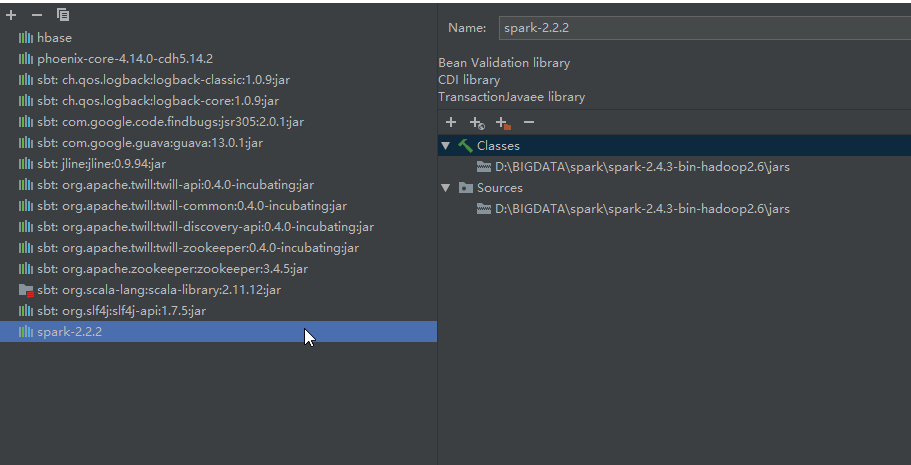 hbase
phoenix-core-4.14.0-cdh5.14.2
sbt: ch.qos.logback:logback-classic:1.0.9:jar
sbt: ch.qos.logback:logback-core:1.0.9:jar
sbt: com.google.code.findbugs:jsr305:2.0.1:jar
sbt: com.google.guava:guava:13.0.1:jar
sbt: jline:jline:0.9.94:jar
sbt: org.apache.twill:twill-api:0.4.0-incubating:jar
sbt: org.apache.twill:twill-common:0.4.0-incubating:jar
sbt: org.apache.twill:twill-discovery-api:0.4.0-incubating:jar
sbt: org.apache.twill:twill-zookeeper:0.4.0-incubating:jar
sbt: org.apache.zookeeper:zookeeper:3.4.5:jar
sbt: org.scala-lang:scala-library:2.11.12:jar
sbt: org.slf4j:slf4j-api:1.7.5:jar
spark-2.2.2
Name: spark-2.2.2
Bean Validation library
CDI library
TransactionJavaee library
Classes
D:\BIGDATA\spark\spark-2.4.3-bin-hadoop2.6\jars
Sources
D:\BIGDATA\spark\spark-2.4.3-bin-hadoop2.6\jars